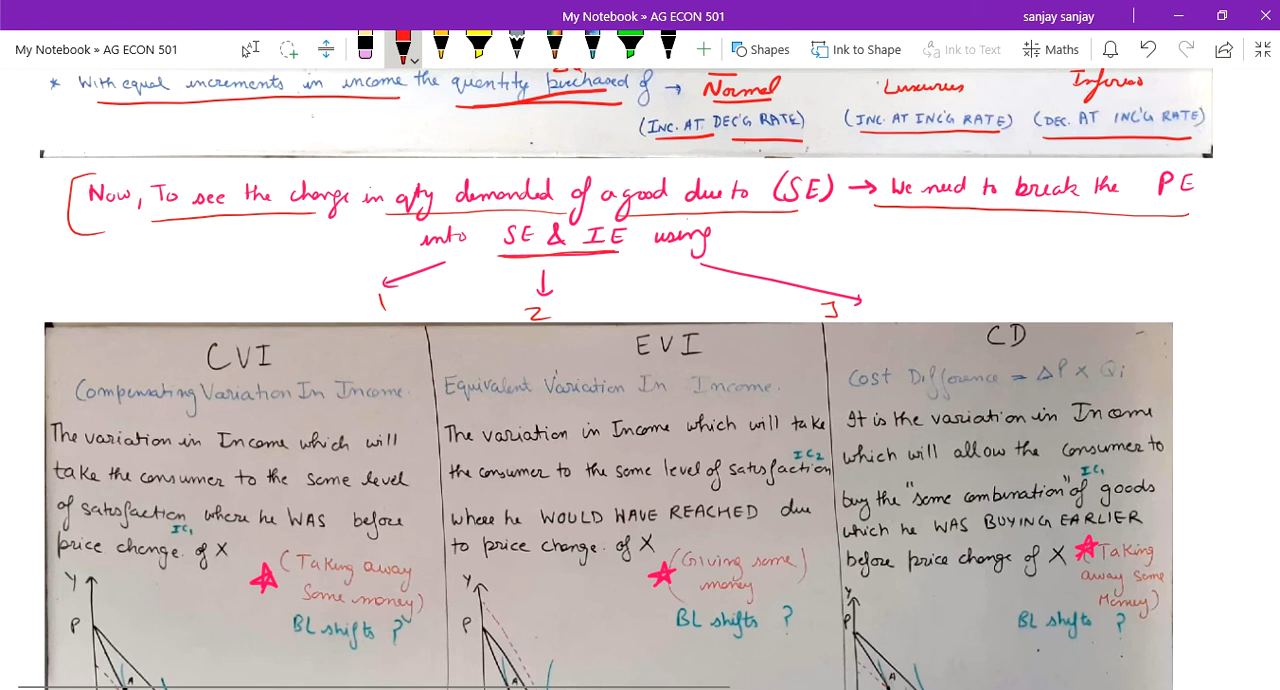 My Notebook » AG ECON 501
sanjay sanjay
My Notebook » AG ECON 501
Shapes
Ink to Shape
Ink to Text
Maths
* With equal increments in income the quantity purchased of → Normal Luxuries Inferior
(INC. AT DEC'G RATE) (INC. AT INC'G RATE) (DEC. AT INC'G RATE)
Now, To see the change in qty demanded of a good due to (SE) → We need to break the PE
into SE & IE using
1 2 3
CVI
Compensating Variation In Income.
The variation in Income which will
take the consumer to the same level
of satisfaction where he WAS before
IC1
price change. of X
(Taking away
some money)
BL shifts ?
Y
P
A
EVI
Equivalent Variation In Income.
The variation in Income which will take
IC2
the consumer to the same level of satisfaction
where he WOULD HAVE REACHED due
to price change. of X
(Giving some)
money
BL shifts ?
Y
P
A
CD
Cost Difference = ΔP × Qi
It is the variation in Income
which will allow the consumer to
IC1
buy the "same combination" of goods
which he WAS BUYING EARLIER
before price change of X
Taking
away some
Money)
BL shifts ?
Y
P
A